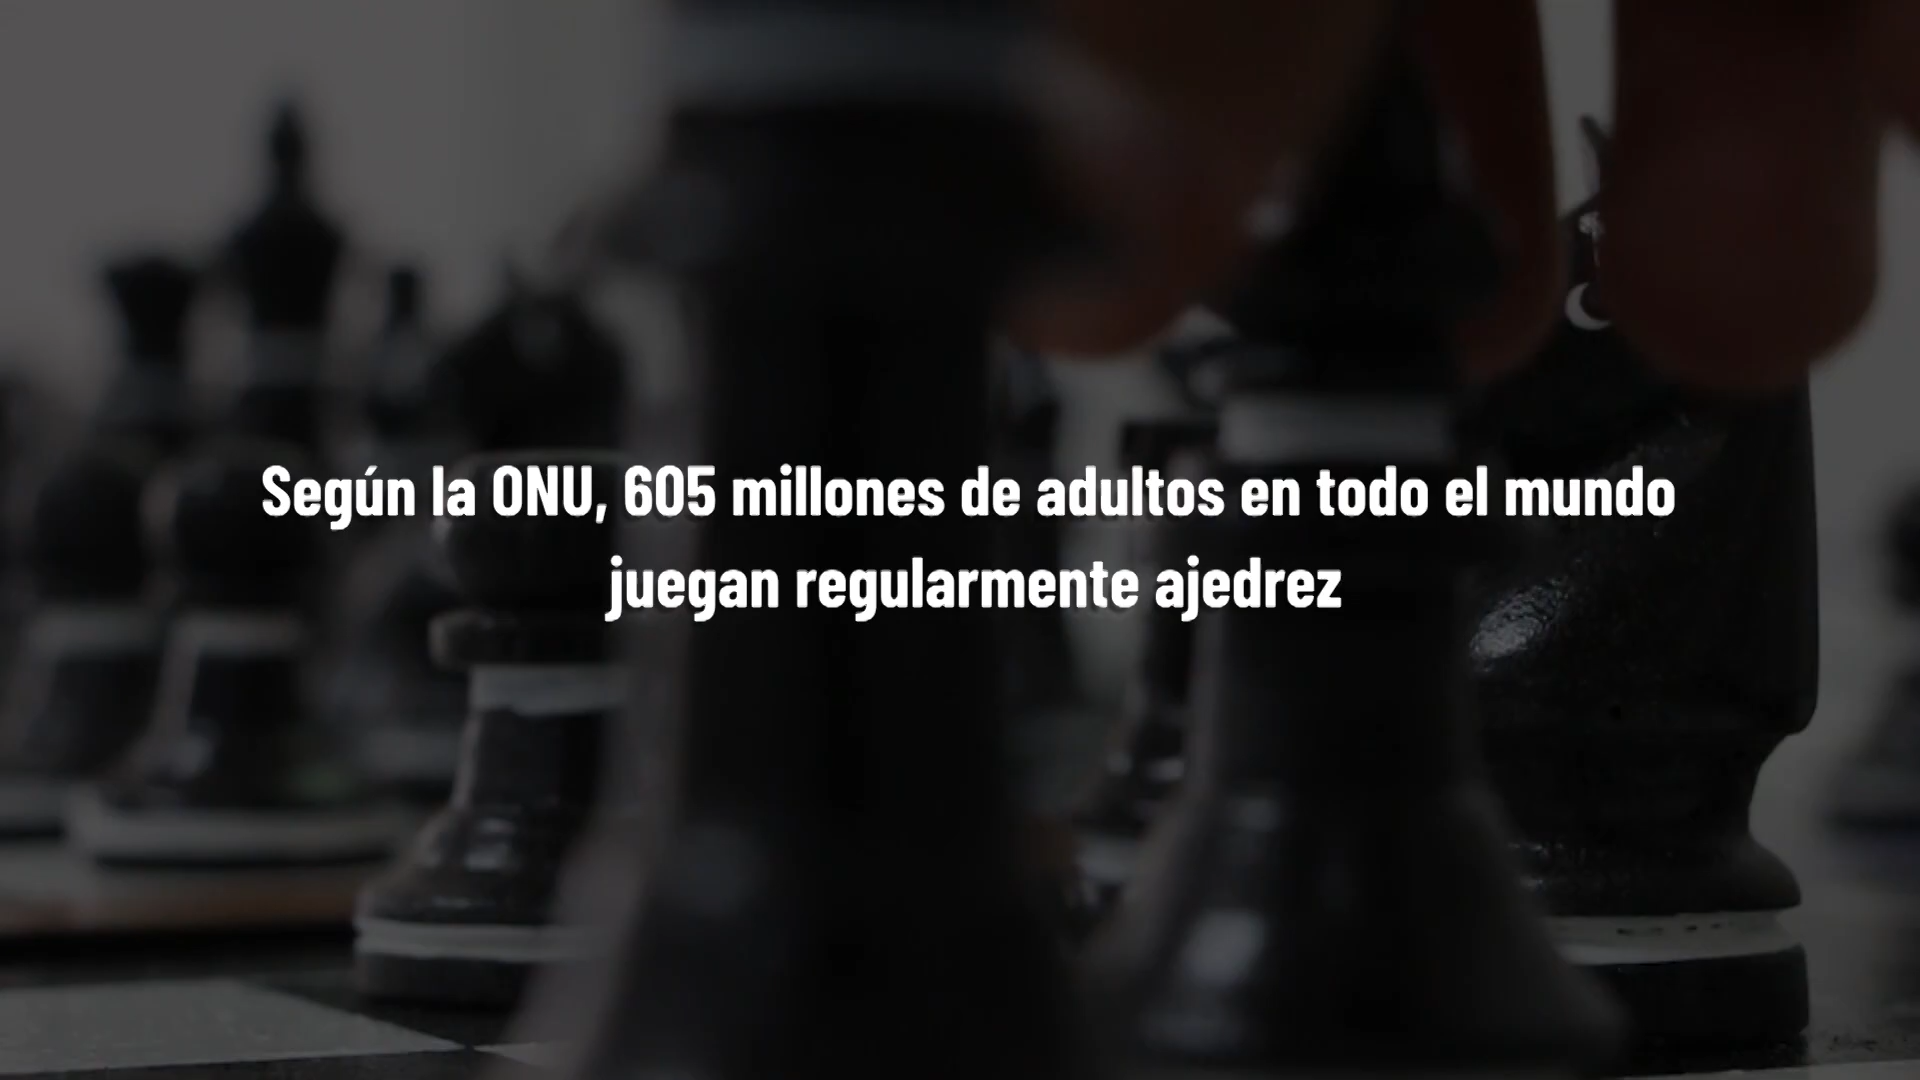 Según la ONU, 605 millones de adultos en todo el mundo
juegan regularmente ajedrez